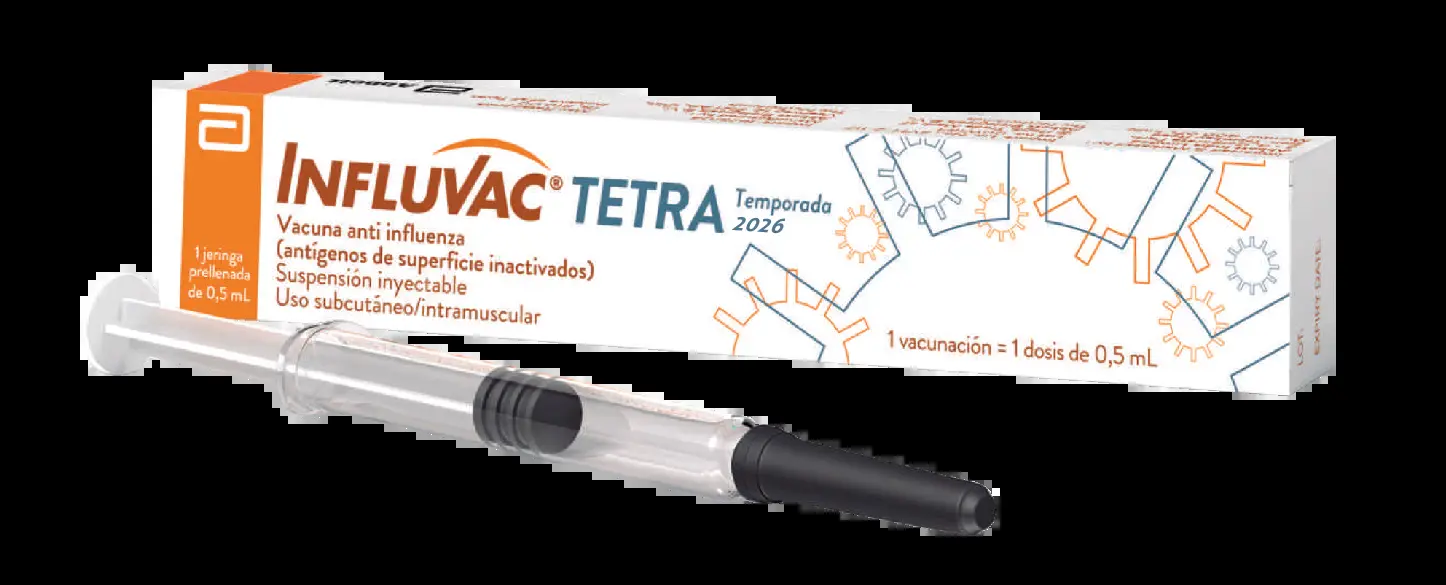 1 jeringa
prellenada
de 0,5 mL
INFLUVAC® TETRA
Temporada
2026
Vacuna anti influenza
(antígenos de superficie inactivados)
Suspensión inyectable
Uso subcutáneo/intramuscular
1 vacunación = 1 dosis de 0,5 mL
LOT:
EXPIRY DATE:
Abbott